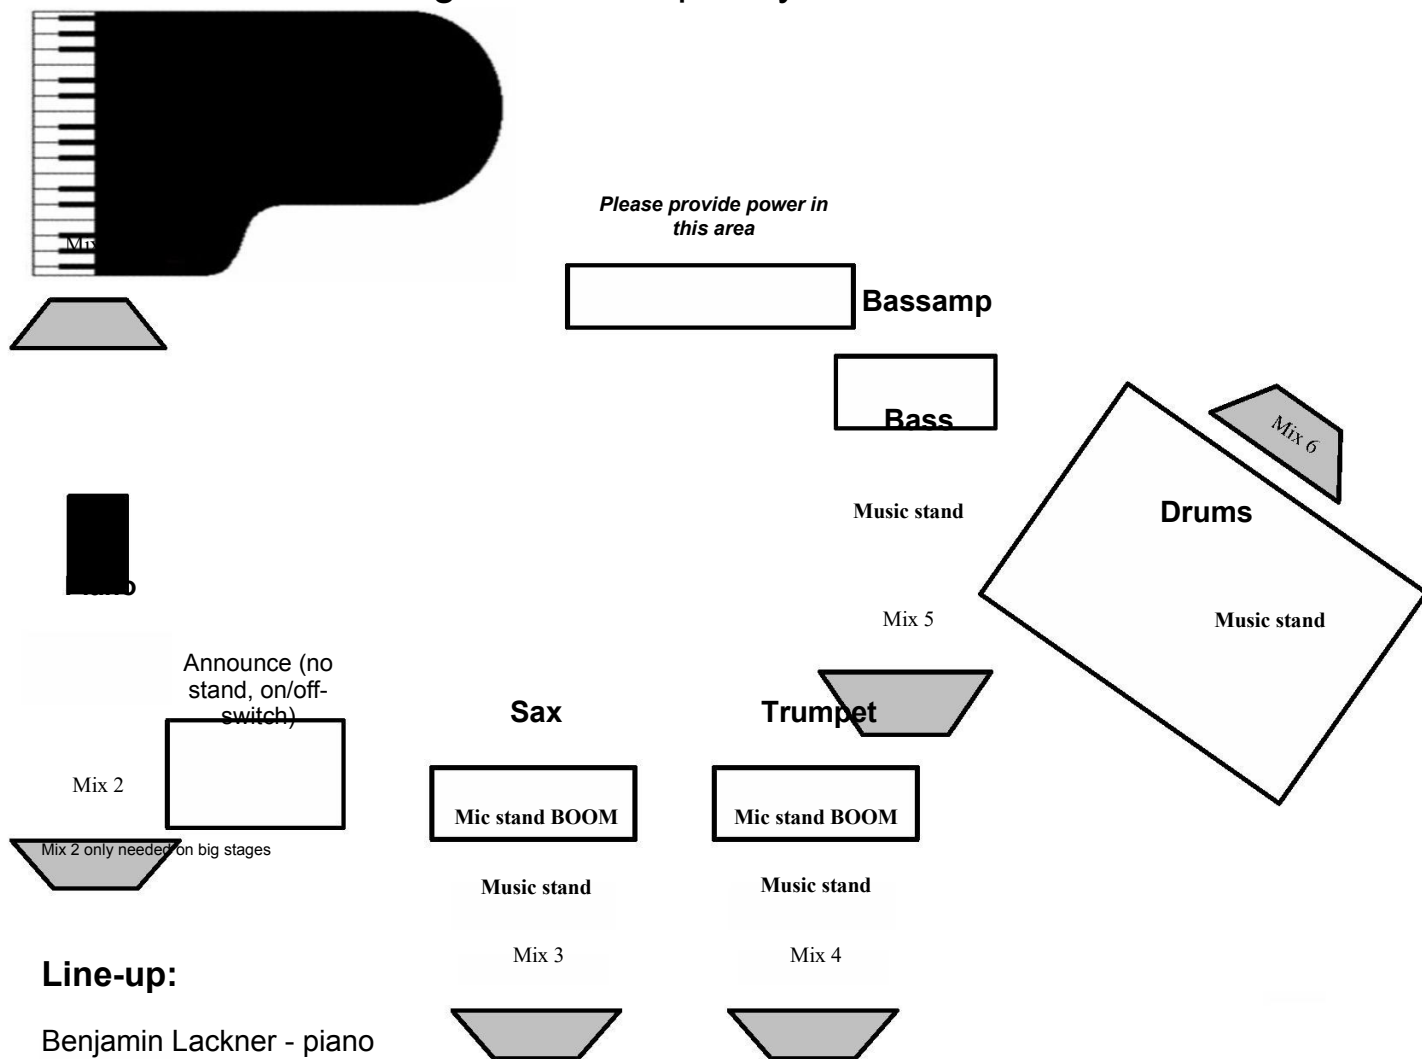 Please provide power in
this area
Bassamp
Bass
Mix 6
Music stand
Drums
Mix 5
Music stand
Announce (no
stand, on/off-
switch)
Sax
Trumpet
Mix 2
Mic stand BOOM
Mic stand BOOM
Mix 2 only needed on big stages
Music stand
Music stand
Mix 3
Mix 4
Line-up:
Benjamin Lackner - piano